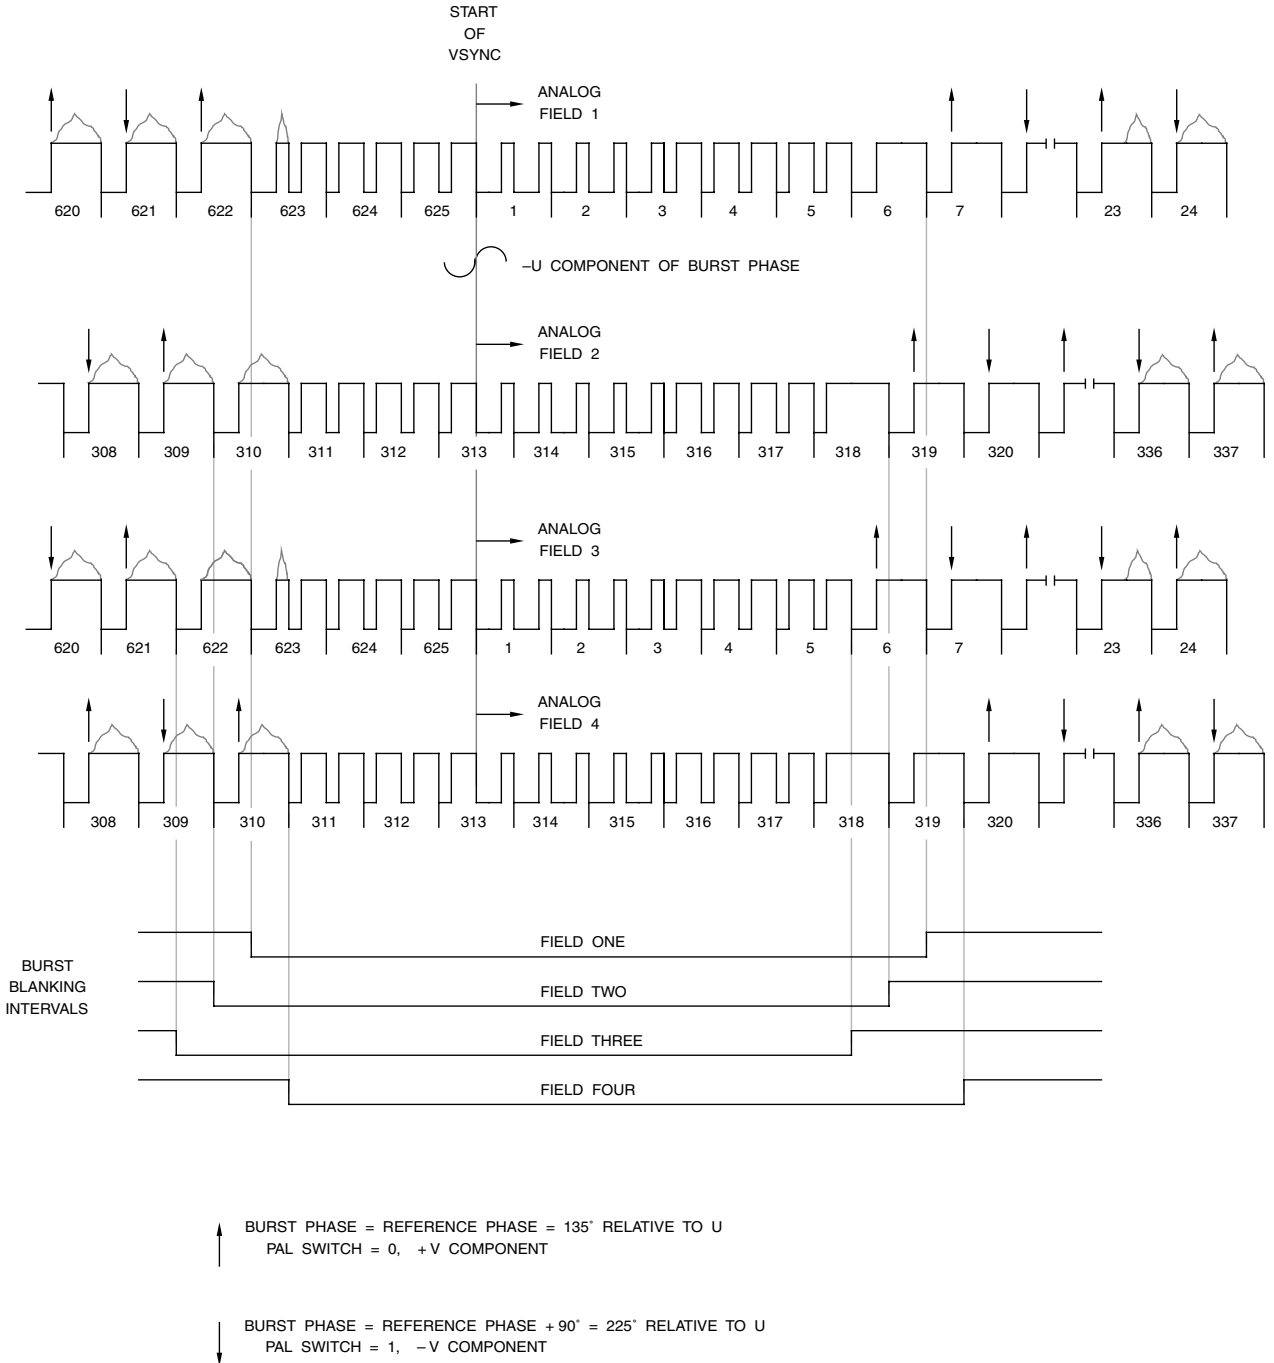 START
OF
VSYNC
ANALOG
FIELD 1
620 621 622 623 624 625 1 2 3 4 5 6 7 23 24
–U COMPONENT OF BURST PHASE
ANALOG
FIELD 2
308 309 310 311 312 313 314 315 316 317 318 319 320 336 337
ANALOG
FIELD 3
620 621 622 623 624 625 1 2 3 4 5 6 7 23 24
ANALOG
FIELD 4
308 309 310 311 312 313 314 315 316 317 318 319 320 336 337
BURST
BLANKING
INTERVALS
FIELD ONE
FIELD TWO
FIELD THREE
FIELD FOUR
BURST PHASE = REFERENCE PHASE = 135° RELATIVE TO U
PAL SWITCH = 0, +V COMPONENT
BURST PHASE = REFERENCE PHASE +90° = 225° RELATIVE TO U
PAL SWITCH = 1, –V COMPONENT